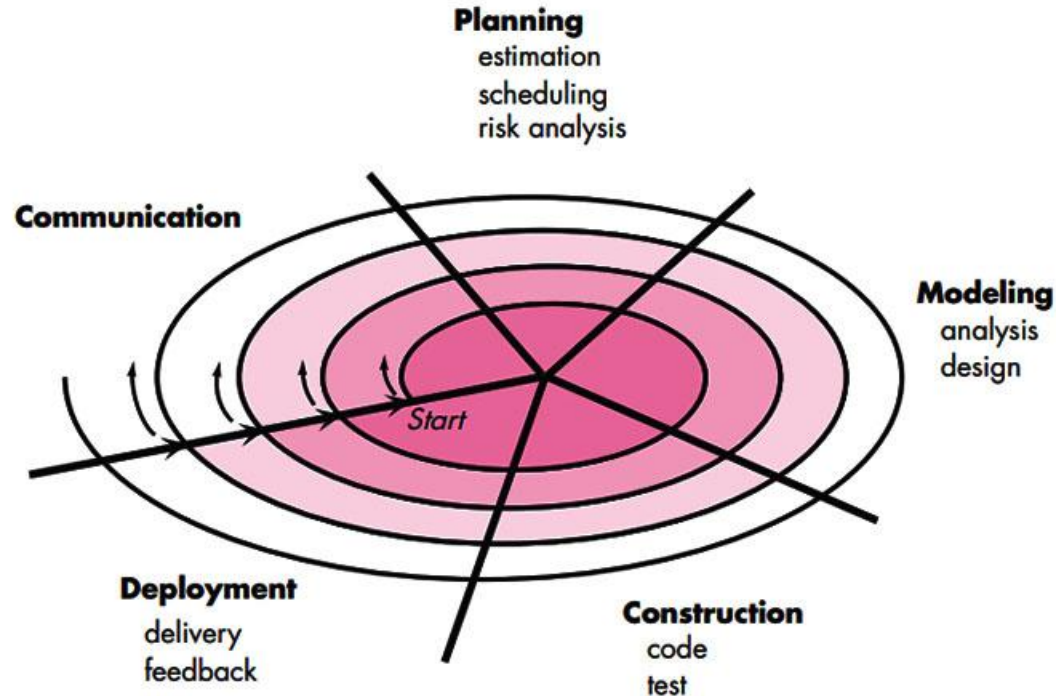 Planning
estimation
scheduling
risk analysis
Communication
Modeling
analysis
design
Start
Deployment
delivery
feedback
Construction
code
test